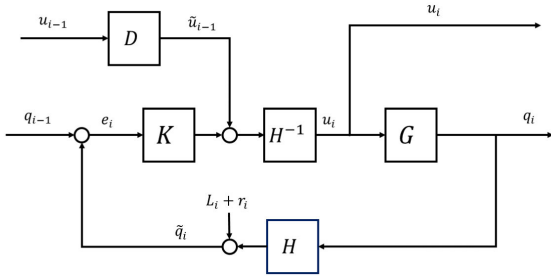 u_{i-1}
D
ũ_{i-1}
u_i
q_{i-1}
e_i
K
H^{-1}
u_i
G
q_i
L_i + r_i
q̃_i
H